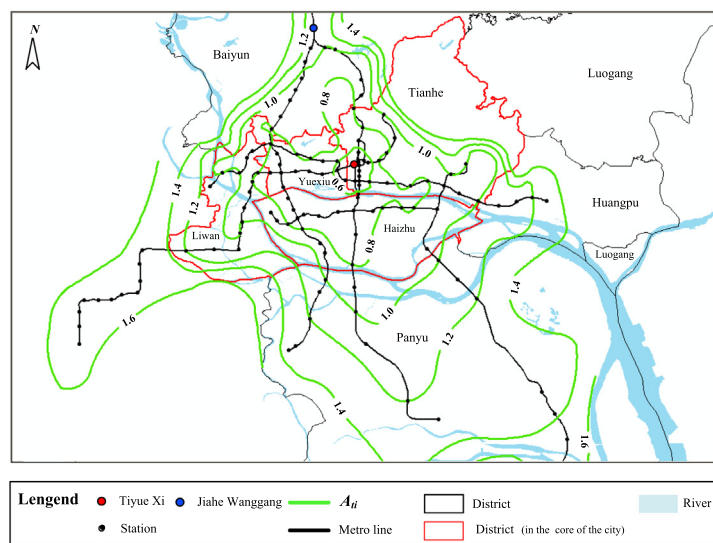 N
1.2
1.4
Baiyun
Luogang
Tianhe
0.8
1.0
1.0
1.4
1.2
Yuexiu
0.6
Huangpu
Liwan
Haizhu
0.8
Luogang
1.4
1.0
1.6
Panyu
1.2
1.4
1.6
Lengend
Tiyue Xi
Jiahe Wanggang
Ati
District
River
Station
Metro line
District (in the core of the city)